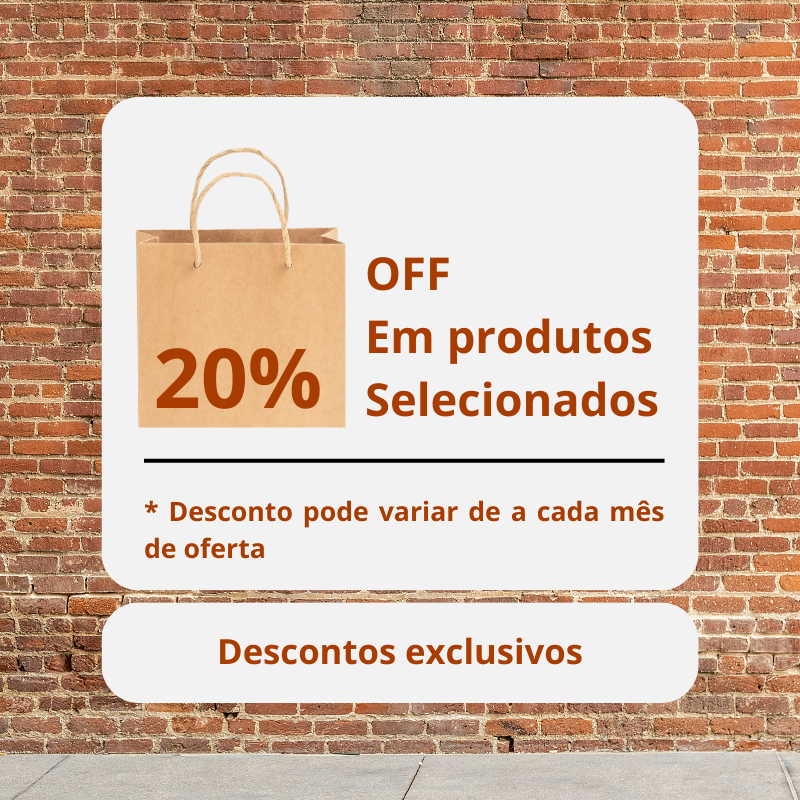 20%
OFF
Em produtos
Selecionados
* Desconto pode variar de a cada mês
de oferta
Descontos exclusivos